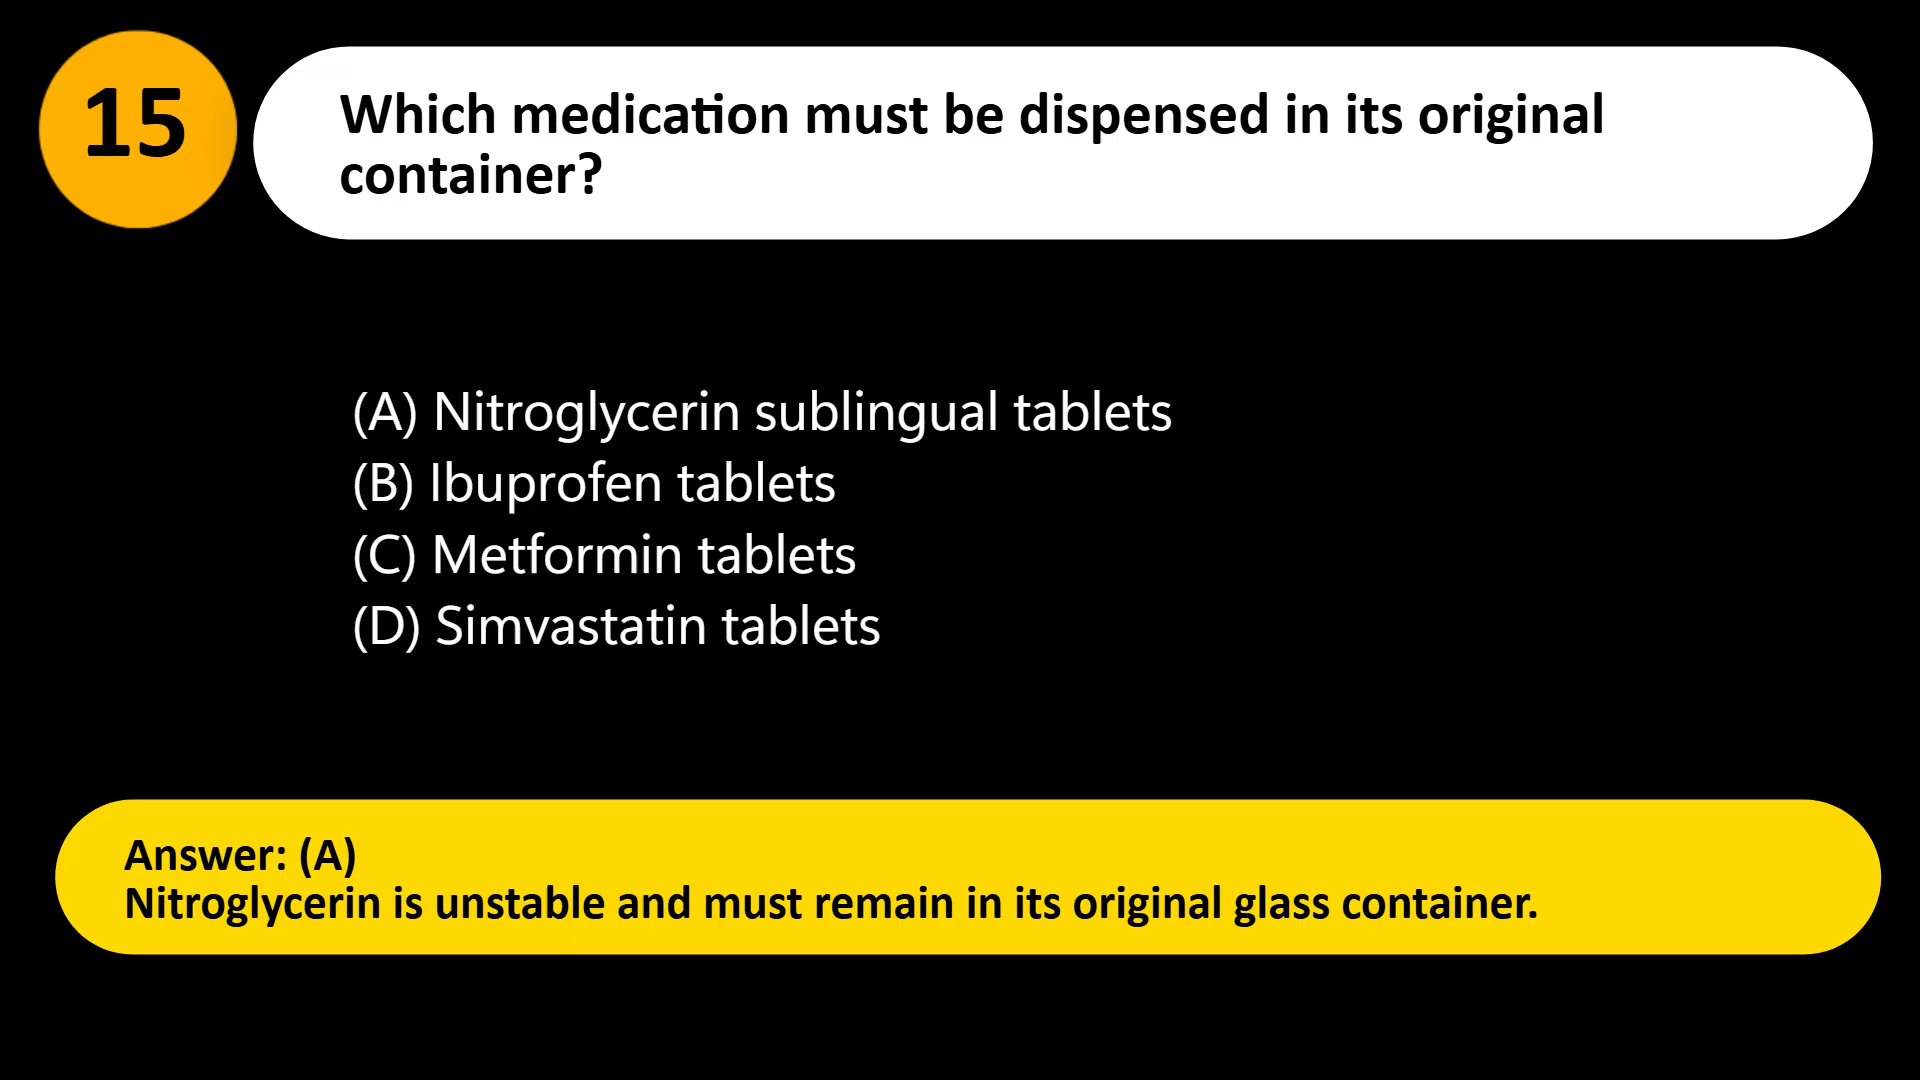 15
Which medication must be dispensed in its original
container?
(A) Nitroglycerin sublingual tablets
(B) Ibuprofen tablets
(C) Metformin tablets
(D) Simvastatin tablets
Answer: (A)
Nitroglycerin is unstable and must remain in its original glass container.